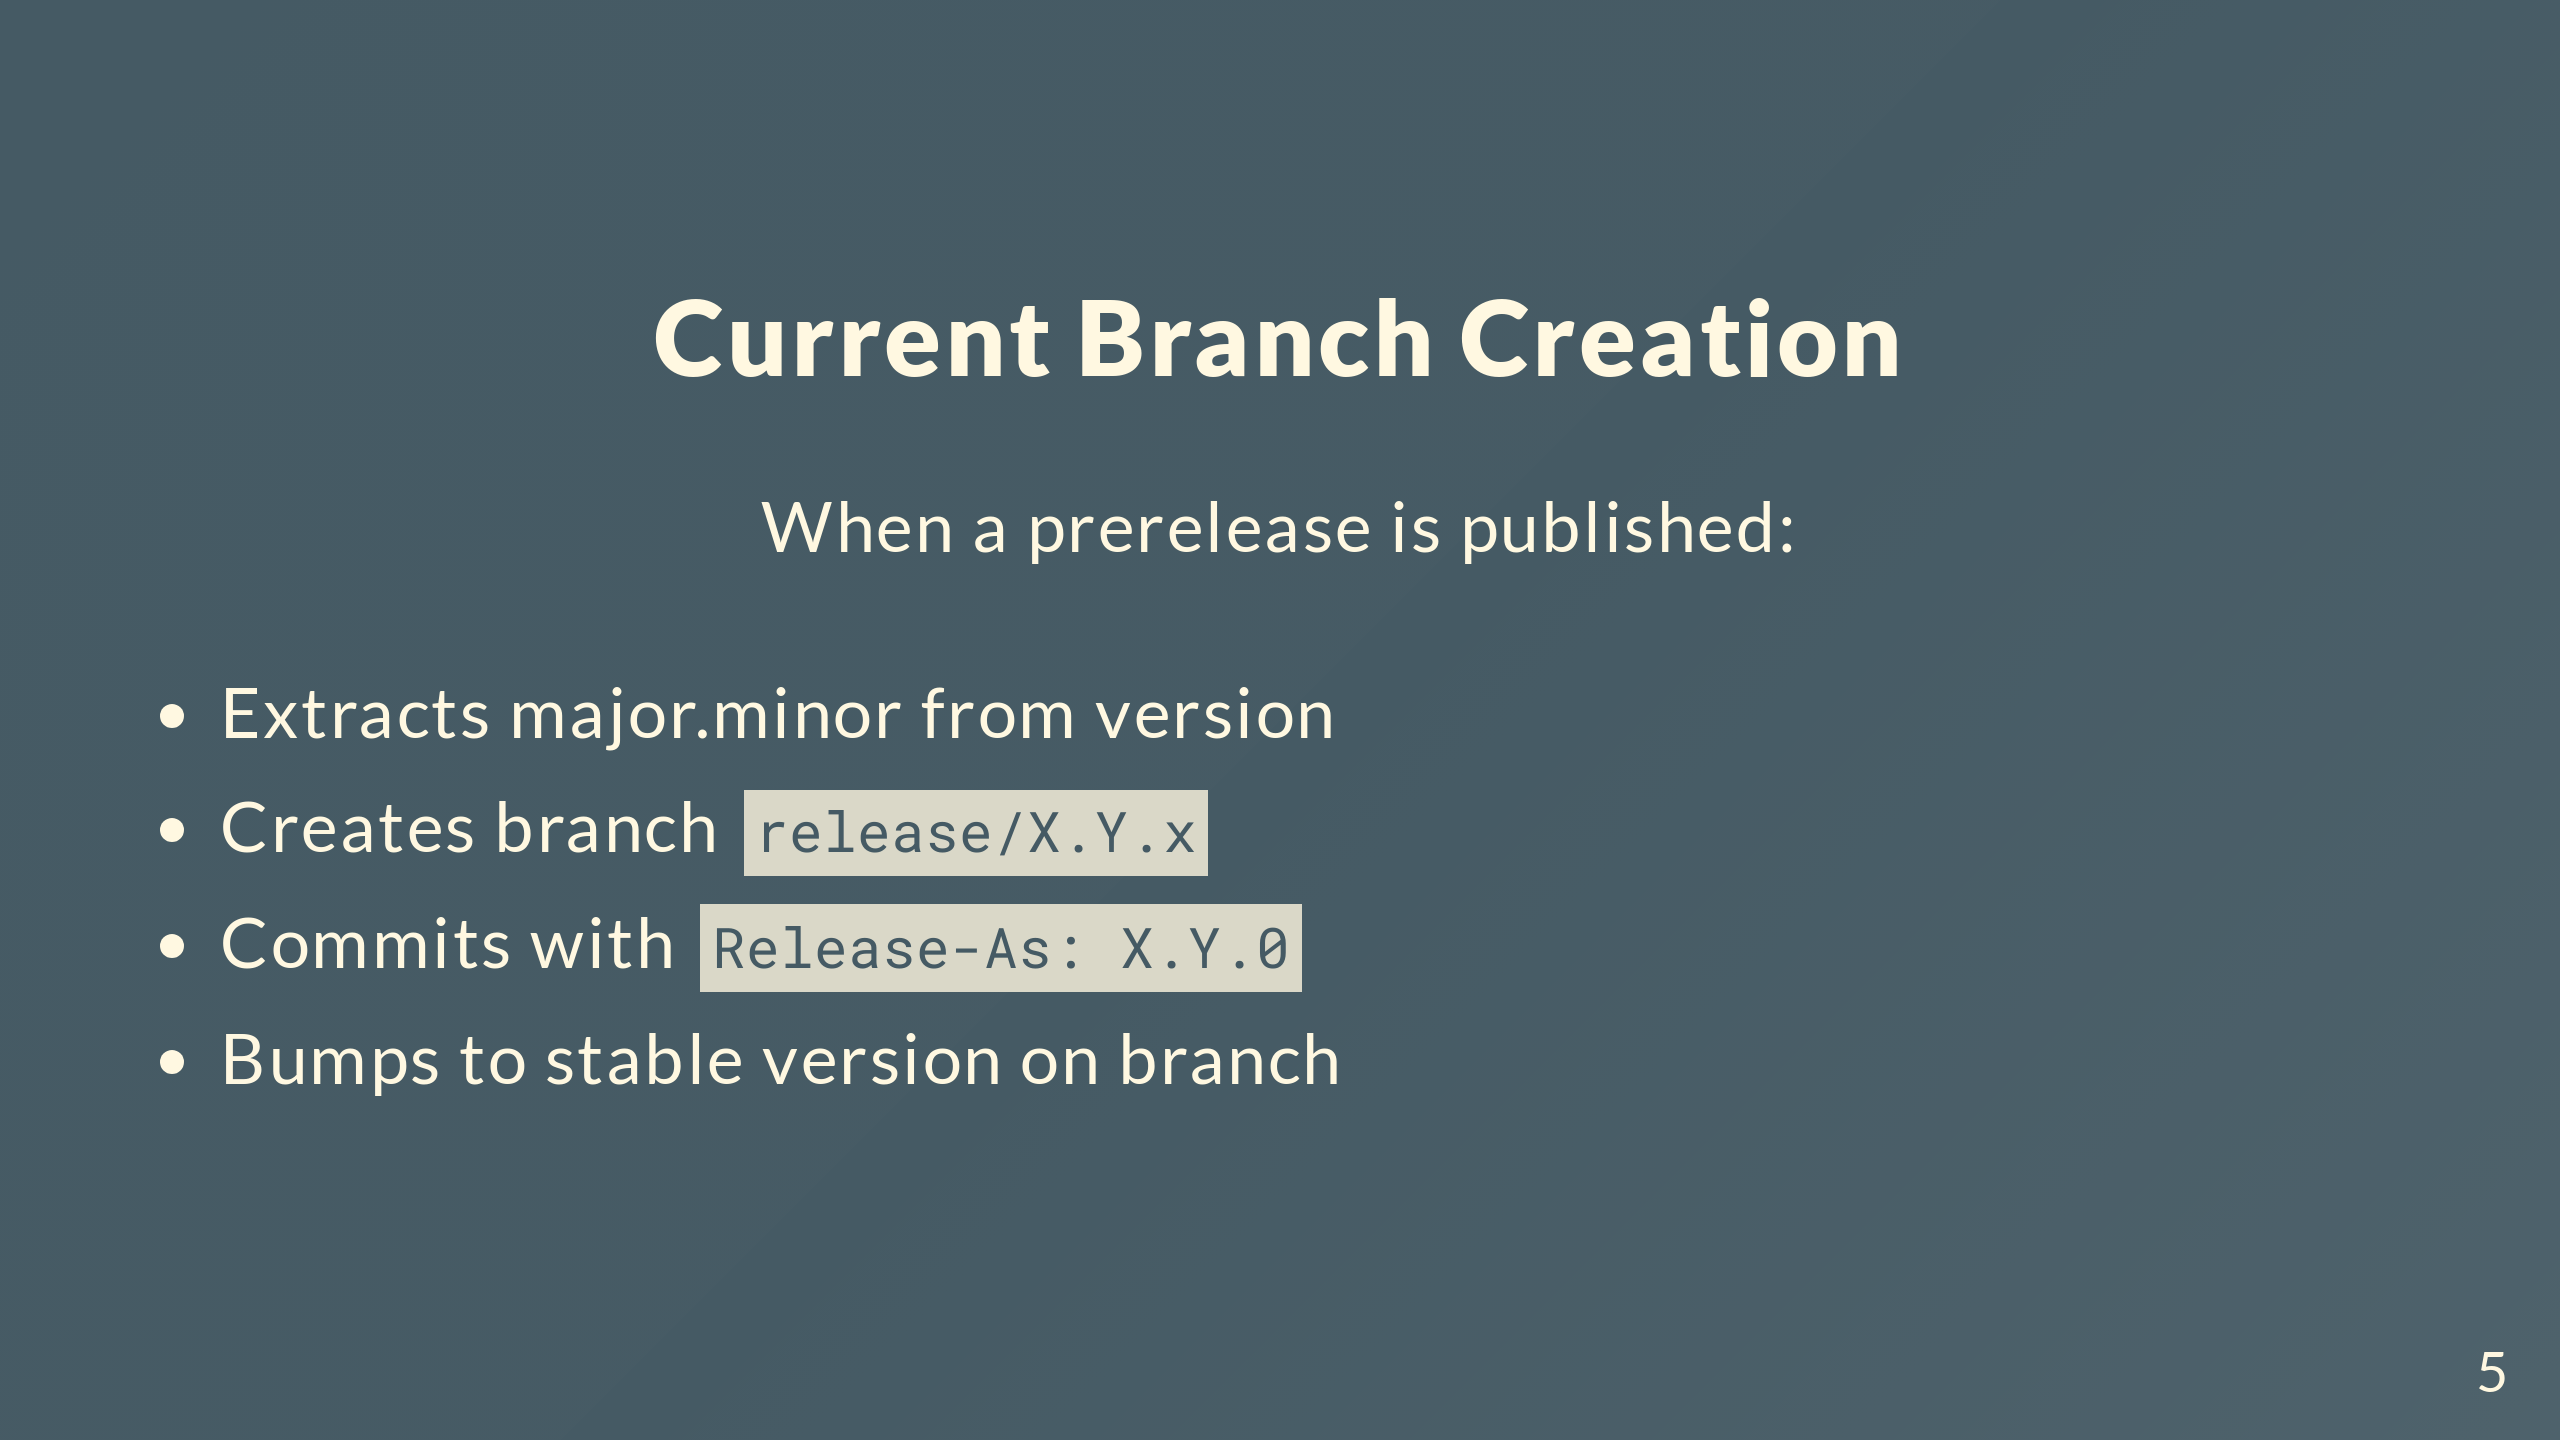 Current Branch Creation
When a prerelease is published:
• Extracts major.minor from version
• Creates branch release/X.Y.x
• Commits with Release-As: X.Y.0
• Bumps to stable version on branch
5